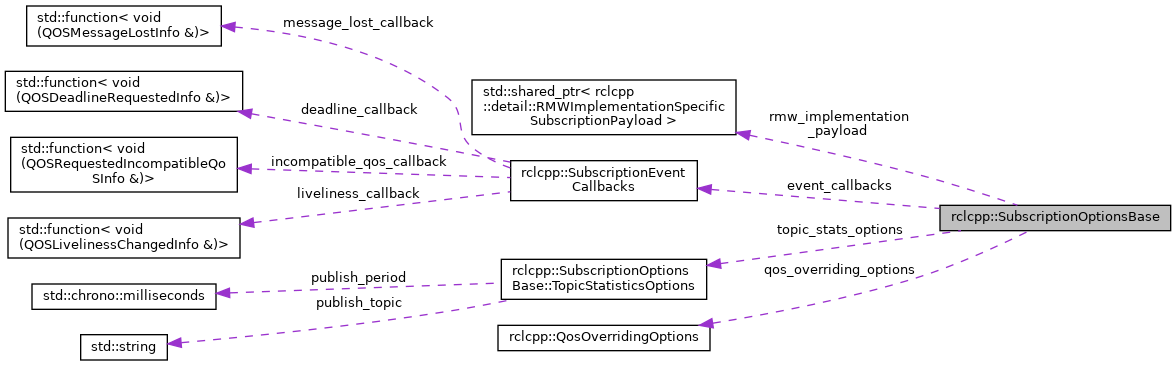 std::function< void
(QOSMessageLostInfo &)>
message_lost_callback
std::function< void
(QOSDeadlineRequestedInfo &)>
deadline_callback
std::shared_ptr< rclcpp
::detail::RMWImplementationSpecific
SubscriptionPayload >
rmw_implementation
_payload
std::function< void
(QOSRequestedIncompatibleQo
SInfo &)>
incompatible_qos_callback
rclcpp::SubscriptionEvent
Callbacks
event_callbacks
liveliness_callback
rclcpp::SubscriptionOptionsBase
std::function< void
(QOSLivelinessChangedInfo &)>
topic_stats_options
rclcpp::SubscriptionOptions
Base::TopicStatisticsOptions
qos_overriding_options
publish_period
std::chrono::milliseconds
publish_topic
rclcpp::QosOverridingOptions
std::string